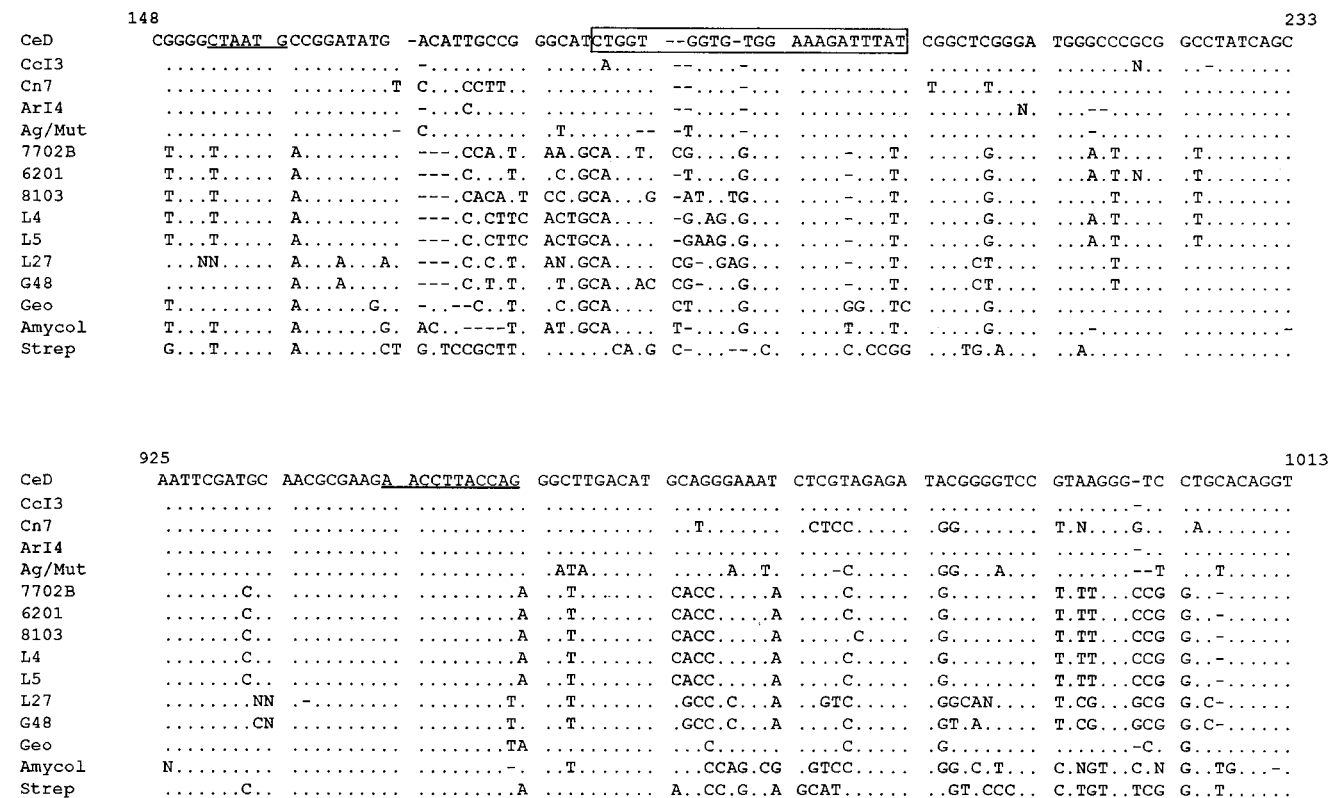 148 233
CeD CGGGGCTAAT GCCGGATATG -ACATTGCCG GGCATCTGGT --GGTG-TGG AAAGATTTAT CGGCTCGGGA TGGGCCCGCG GCCTATCAGC
CcI3 .......... .......... -......... .A........ --....-... .......... .......... .......N.. ..-.......
Cn7 .......... .........T C...CCTT.. .......... --....-... .......... T....T.... .......... ..........
ArI4 .......... .......... -...C..... .......... --....-... .......... ........N. ...--..... ..........
Ag/Mut .......... .........- C......... .T......-- -T....-... .......... .......... ...-...... ..........
7702B T...T..... A......... ---.CCA.T. AA.GCA..T. CG....G... ....-...T. .....G.... ...A.T.... .T........
6201 T...T..... A......... ---.C...T. .C.GCA.... -T....G... ....-...T. .....G.... ...A.T.N.. .T........
8103 T...T..... A......... ---.CACA.T CC.GCA...G -AT..TG... ....-...T. .....G.... .....T.... .T........
L4 T...T..... A......... ---.C.CTTC ACTGCA.... -G.AG.G... ....-...T. .....G.... ...A.T.... .T........
L5 T...T..... A......... ---.C.CTTC ACTGCA.... -GAAG.G... ....-...T. .....G.... ...A.T.... .T........
L27 ...NN..... A...A...A. ---.C.C.T. AN.GCA.... CG-.GAG... ....-...T. ....CT.... .....T.... ..........
G48 .......... A...A..... ---.C.T.T. .T.GCA..AC CG-...G... ....-...T. ....CT.... .....T.... ..........
Geo T......... A......G.. -..--C..T. .C.GCA.... CT....G... ....GG..TC .....G.... .......... ..........
Amycol T...T..... A.......G. AC..----T. AT.GCA.... T-....G... ....T...T. .....G.... ...-...... .........-
Strep G...T..... A.......CT G.TCCGCTT. ......CA.G C-...--.C. ....C.CCGG ...TG.A... ..A....... ..........
925 1013
CeD AATTCGATGC AACGCGAAGA ACCTTACCAG GGCTTGACAT GCAGGGAAAT CTCGTAGAGA TACGGGGTCC GTAAGGG-TC CTGCACAGGT
CcI3 .......... .......... .......... .......... .......... .......... .......... .......-.. ..........
Cn7 .......... .......... .......... .......... ..T....... .CTCC..... .GG....... T.N....G.. .A........
ArI4 .......... .......... .......... .......... .......... .......... .......... .......-.. ..........
Ag/Mut .......... .......... .......... .ATA...... .....A..T. ...-C..... .GG...A... .......--T ...T......
7702B .......C.. .......... .........A ..T....... CACC.....A ....C..... .G........ T.TT...CCG G..-......
6201 .......C.. .......... .........A ..T....... CACC.....A ....C..... .G........ T.TT...CCG G..-......
8103 .......C.. .......... .........A ..T....... CACC.....A .....C.... .G........ T.TT...CCG G..-......
L4 .......C.. .......... .........A ..T....... CACC.....A ....C..... .G........ T.TT...CCG G..-......
L5 .......C.. .......... .........A ..T....... CACC.....A ....C..... .G........ T.TT...CCG G..-......
L27 ........NN ..-....... ........T. ..T....... .GCC.C...A ..GTC..... .GGCAN.... T.CG...GCG G.C-......
G48 ........CN .......... ........T. ..T....... .GCC.C...A ....C..... .GT.A..... T.CG...GCG G.C-......
Geo .......... .......... ........TA .......... ...C...... ....C..... .G........ .......-C. G.........
Amycol N......... .......... ........-. ..T....... ...CCAG.CG .GTCC..... .GG.C.T... C.NGT..C.N G..TG...-.
Strep .......C.. .......... .........A .......... A..CC.G..A GCAT...... ..GT.CCC.. C.TGT..TCG G..T......